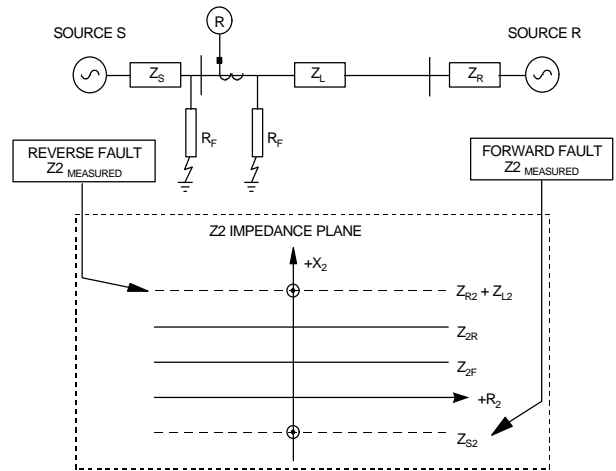 R
SOURCE S
SOURCE R
Z_S
Z_L
Z_R
R_F
R_F
REVERSE FAULT
Z2 MEASURED
FORWARD FAULT
Z2 MEASURED
Z2 IMPEDANCE PLANE
+X_2
Z_R2 + Z_L2
Z_2R
Z_2F
+R_2
Z_S2